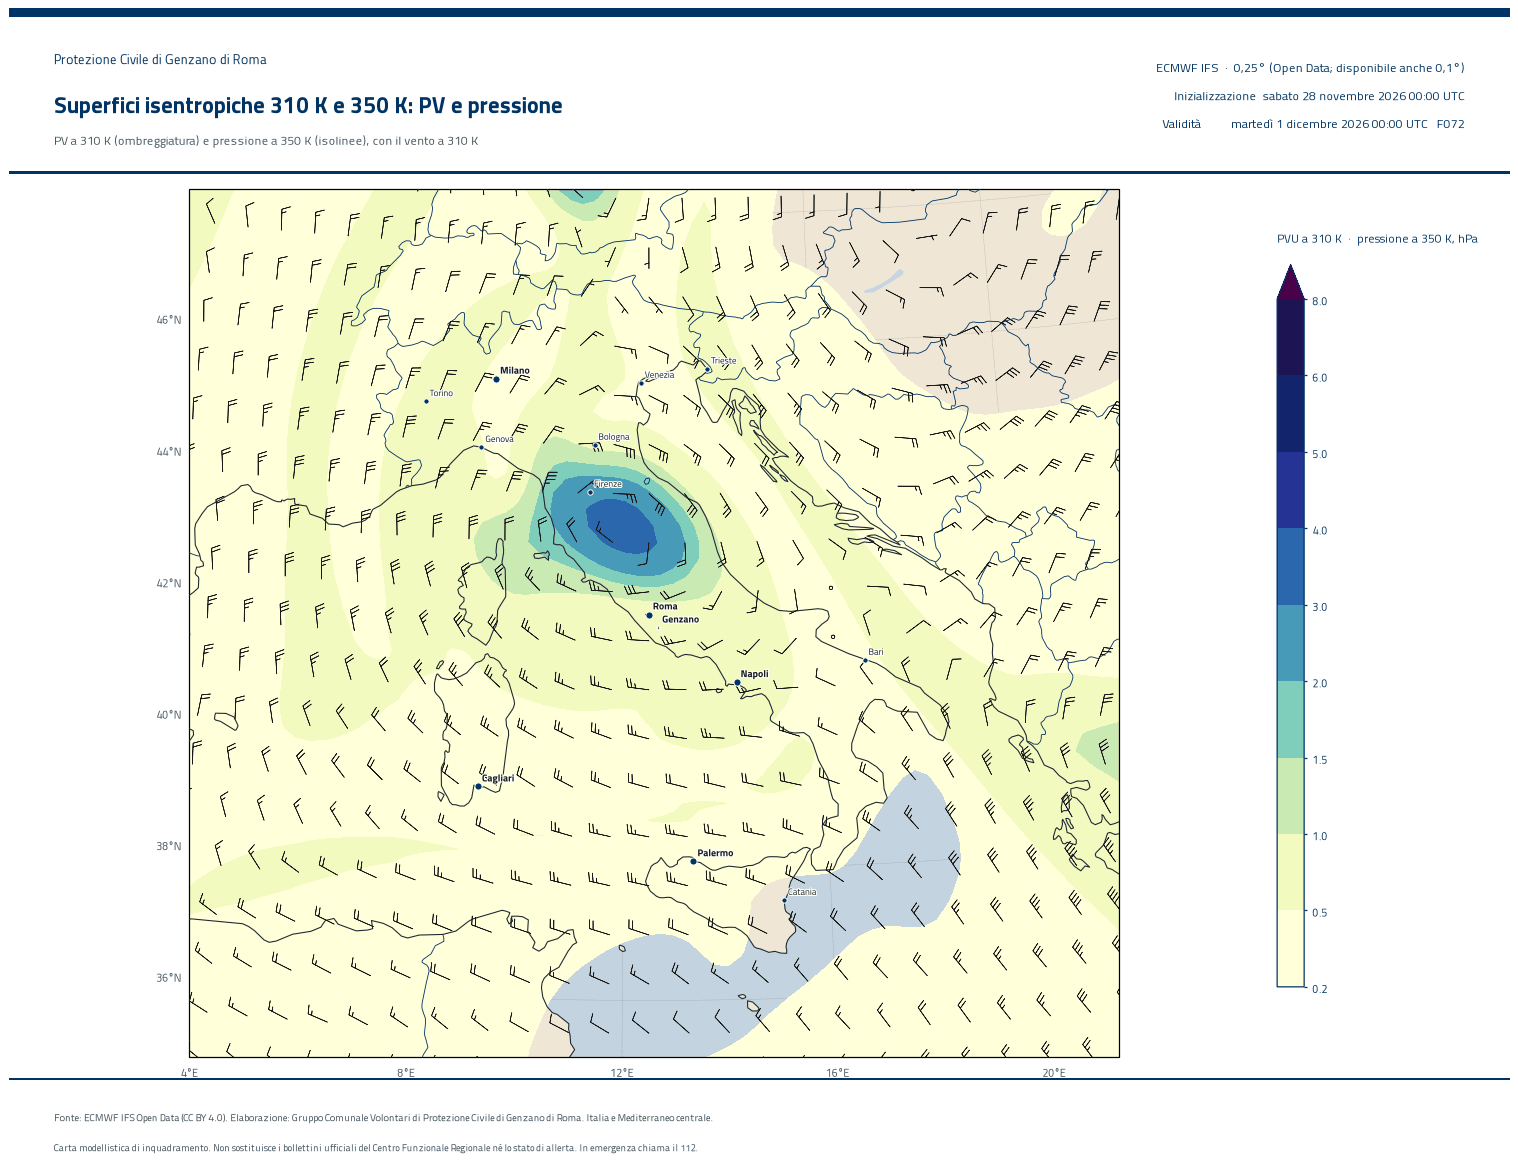 Protezione Civile di Genzano di Roma
Superfici isentropiche 310 K e 350 K: PV e pressione
PV a 310 K (ombreggiatura) e pressione a 350 K (isolinee), con il vento a 310 K
ECMWF IFS · 0,25° (Open Data; disponibile anche 0,1°)
Inizializzazione sabato 28 novembre 2026 00:00 UTC
Validità martedì 1 dicembre 2026 00:00 UTC F072
PVU a 310 K · pressione a 350 K, hPa
8.0
6.0
5.0
4.0
3.0
2.0
1.5
1.0
0.5
0.2
46°N
44°N
42°N
40°N
38°N
36°N
4°E
8°E
12°E
16°E
20°E
Trieste
Milano
Venezia
Torino
Bologna
Genova
Firenze
Roma
Genzano
Bari
Napoli
Cagliari
Palermo
Catania
Fonte: ECMWF IFS Open Data (CC BY 4.0). Elaborazione: Gruppo Comunale Volontari di Protezione Civile di Genzano di Roma. Italia e Mediterraneo centrale.
Carta modellistica di inquadramento. Non sostituisce i bollettini ufficiali del Centro Funzionale Regionale né lo stato di allerta. In emergenza chiama il 112.